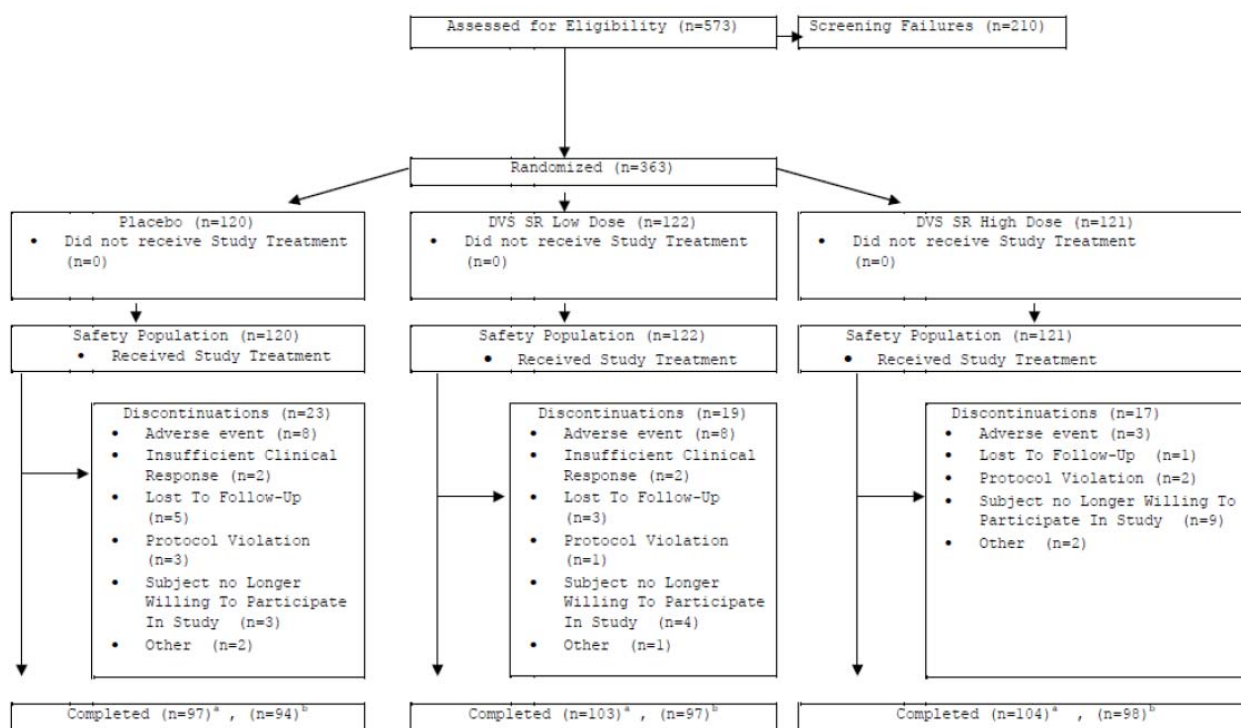 Assessed for Eligibility (n=573)
Screening Failures (n=210)
Randomized (n=363)
Placebo (n=120)
• Did not receive Study Treatment
(n=0)
DVS SR Low Dose (n=122)
• Did not receive Study Treatment
(n=0)
DVS SR High Dose (n=121)
• Did not receive Study Treatment
(n=0)
Safety Population (n=120)
• Received Study Treatment
Safety Population (n=122)
• Received Study Treatment
Safety Population (n=121)
• Received Study Treatment
Discontinuations (n=23)
• Adverse event (n=8)
• Insufficient Clinical
Response (n=2)
• Lost To Follow-Up
(n=5)
• Protocol Violation
(n=3)
• Subject no Longer
Willing To Participate
In Study (n=3)
• Other (n=2)
Discontinuations (n=19)
• Adverse event (n=8)
• Insufficient Clinical
Response (n=2)
• Lost To Follow-Up
(n=3)
• Protocol Violation
(n=1)
• Subject no Longer
Willing To Participate
In Study (n=4)
• Other (n=1)
Discontinuations (n=17)
• Adverse event (n=3)
• Lost To Follow-Up (n=1)
• Protocol Violation (n=2)
• Subject no Longer Willing To
Participate In Study (n=9)
• Other (n=2)
Completed (n=97)ᵃ , (n=94)ᵇ
Completed (n=103)ᵃ , (n=97)ᵇ
Completed (n=104)ᵃ , (n=98)ᵇ